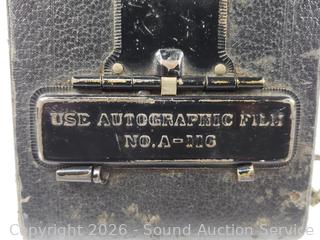 USE AUTOGRAPHIC FILM
NO. A-116
Copyright © 2026 - Sound Auction Service